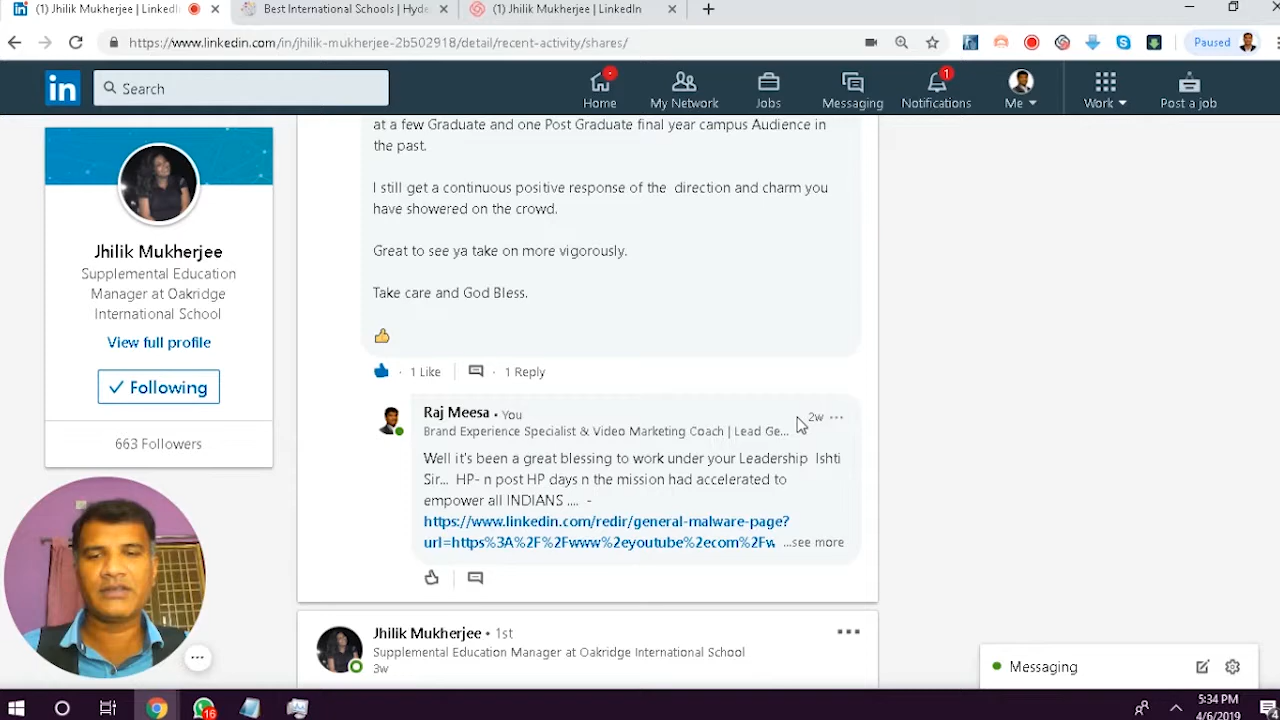 (1) Jhilik Mukherjee | LinkedI
Best International Schools | Hyde
(1) Jhilik Mukherjee | LinkedIn
https://www.linkedin.com/in/jhilik-mukherjee-2b502918/detail/recent-activity/shares/
Paused
in
Search
Home
My Network
Jobs
Messaging
1
Notifications
Me
Work
Post a job
Jhilik Mukherjee
Supplemental Education
Manager at Oakridge
International School
View full profile
Following
663 Followers
at a few Graduate and one Post Graduate final year campus Audience in
the past.
I still get a continuous positive response of the direction and charm you
have showered on the crowd.
Great to see ya take on more vigorously.
Take care and God Bless.
· 1 Like
· 1 Reply
Raj Meesa • You
2w
Brand Experience Specialist & Video Marketing Coach | Lead Ge...
Well it's been a great blessing to work under your Leadership Ishti
Sir... HP- n post HP days n the mission had accelerated to
empower all INDIANS .... -
https://www.linkedin.com/redir/general-malware-page?
url=https%3A%2F%2Fwww%2eyoutube%2ecom%2Fw
...see more
Jhilik Mukherjee • 1st
Supplemental Education Manager at Oakridge International School
3w
Messaging
16
5:34 PM
4/6/2019